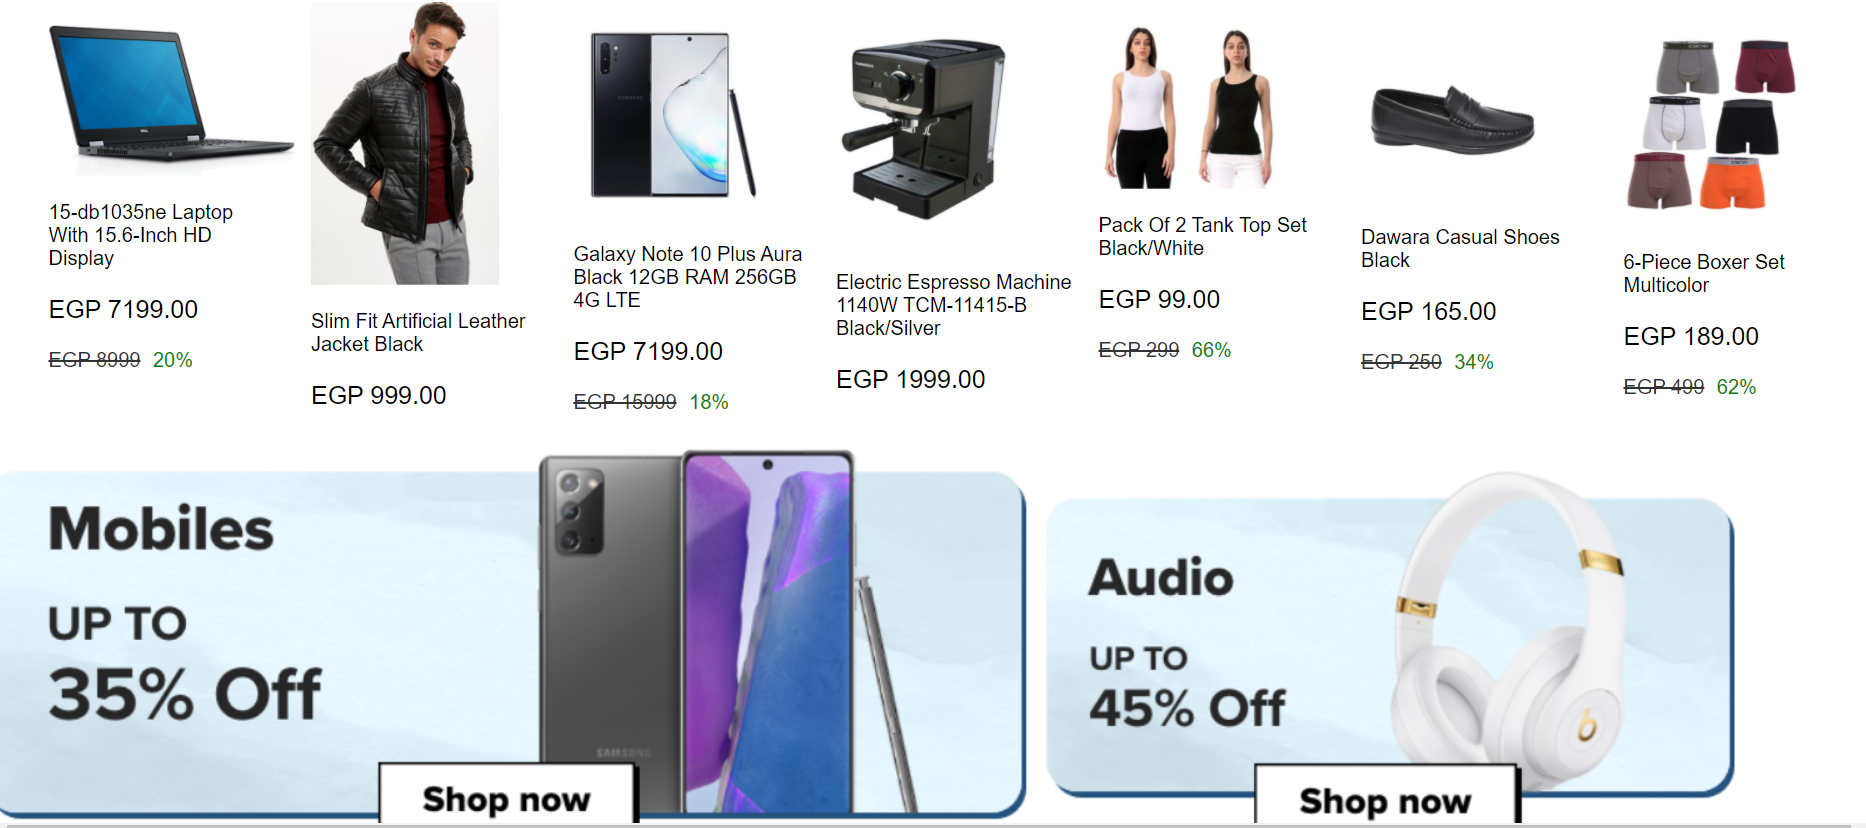 15-db1035ne Laptop
With 15.6-Inch HD
Display
EGP 7199.00
EGP 8999 20%
Slim Fit Artificial Leather
Jacket Black
EGP 999.00
Galaxy Note 10 Plus Aura
Black 12GB RAM 256GB
4G LTE
EGP 7199.00
EGP 15999 18%
Electric Espresso Machine
1140W TCM-11415-B
Black/Silver
EGP 1999.00
Pack Of 2 Tank Top Set
Black/White
EGP 99.00
EGP 299 66%
Dawara Casual Shoes
Black
EGP 165.00
EGP 250 34%
6-Piece Boxer Set
Multicolor
EGP 189.00
EGP 499 62%
Mobiles
UP TO
35% Off
SAMSUNG
Shop now
Audio
UP TO
45% Off
b
Shop now